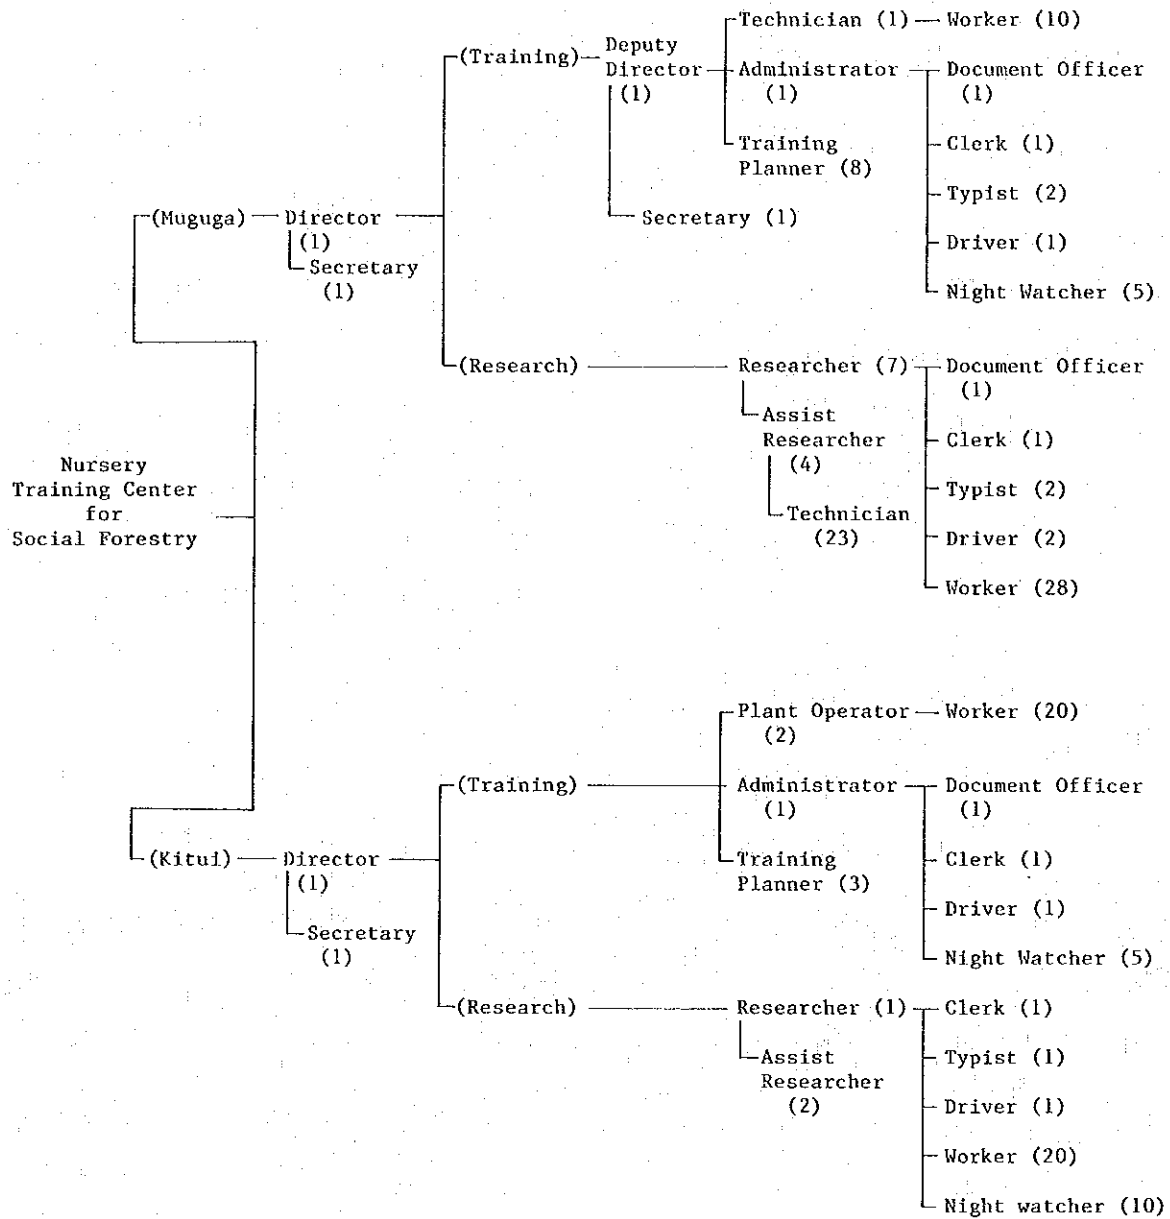 Technician (1) Worker (10)
(Training) Deputy
Director
(1)
Administrator
(1)
Document Officer
(1)
Training
Planner (8)
Clerk (1)
Typist (2)
Secretary (1)
Driver (1)
Night Watcher (5)
(Muguga) Director
(1)
Secretary
(1)
(Research) Researcher (7) Document Officer
(1)
Assist
Researcher
(4)
Clerk (1)
Technician
(23)
Typist (2)
Driver (2)
Worker (28)
Nursery
Training Center
for
Social Forestry
Plant Operator
(2)
Worker (20)
(Training) Administrator
(1)
Document Officer
(1)
Training
Planner (3)
Clerk (1)
Driver (1)
Night Watcher (5)
(Kitui) Director
(1)
Secretary
(1)
(Research) Researcher (1) Clerk (1)
Assist
Researcher
(2)
Typist (1)
Driver (1)
Worker (20)
Night watcher (10)